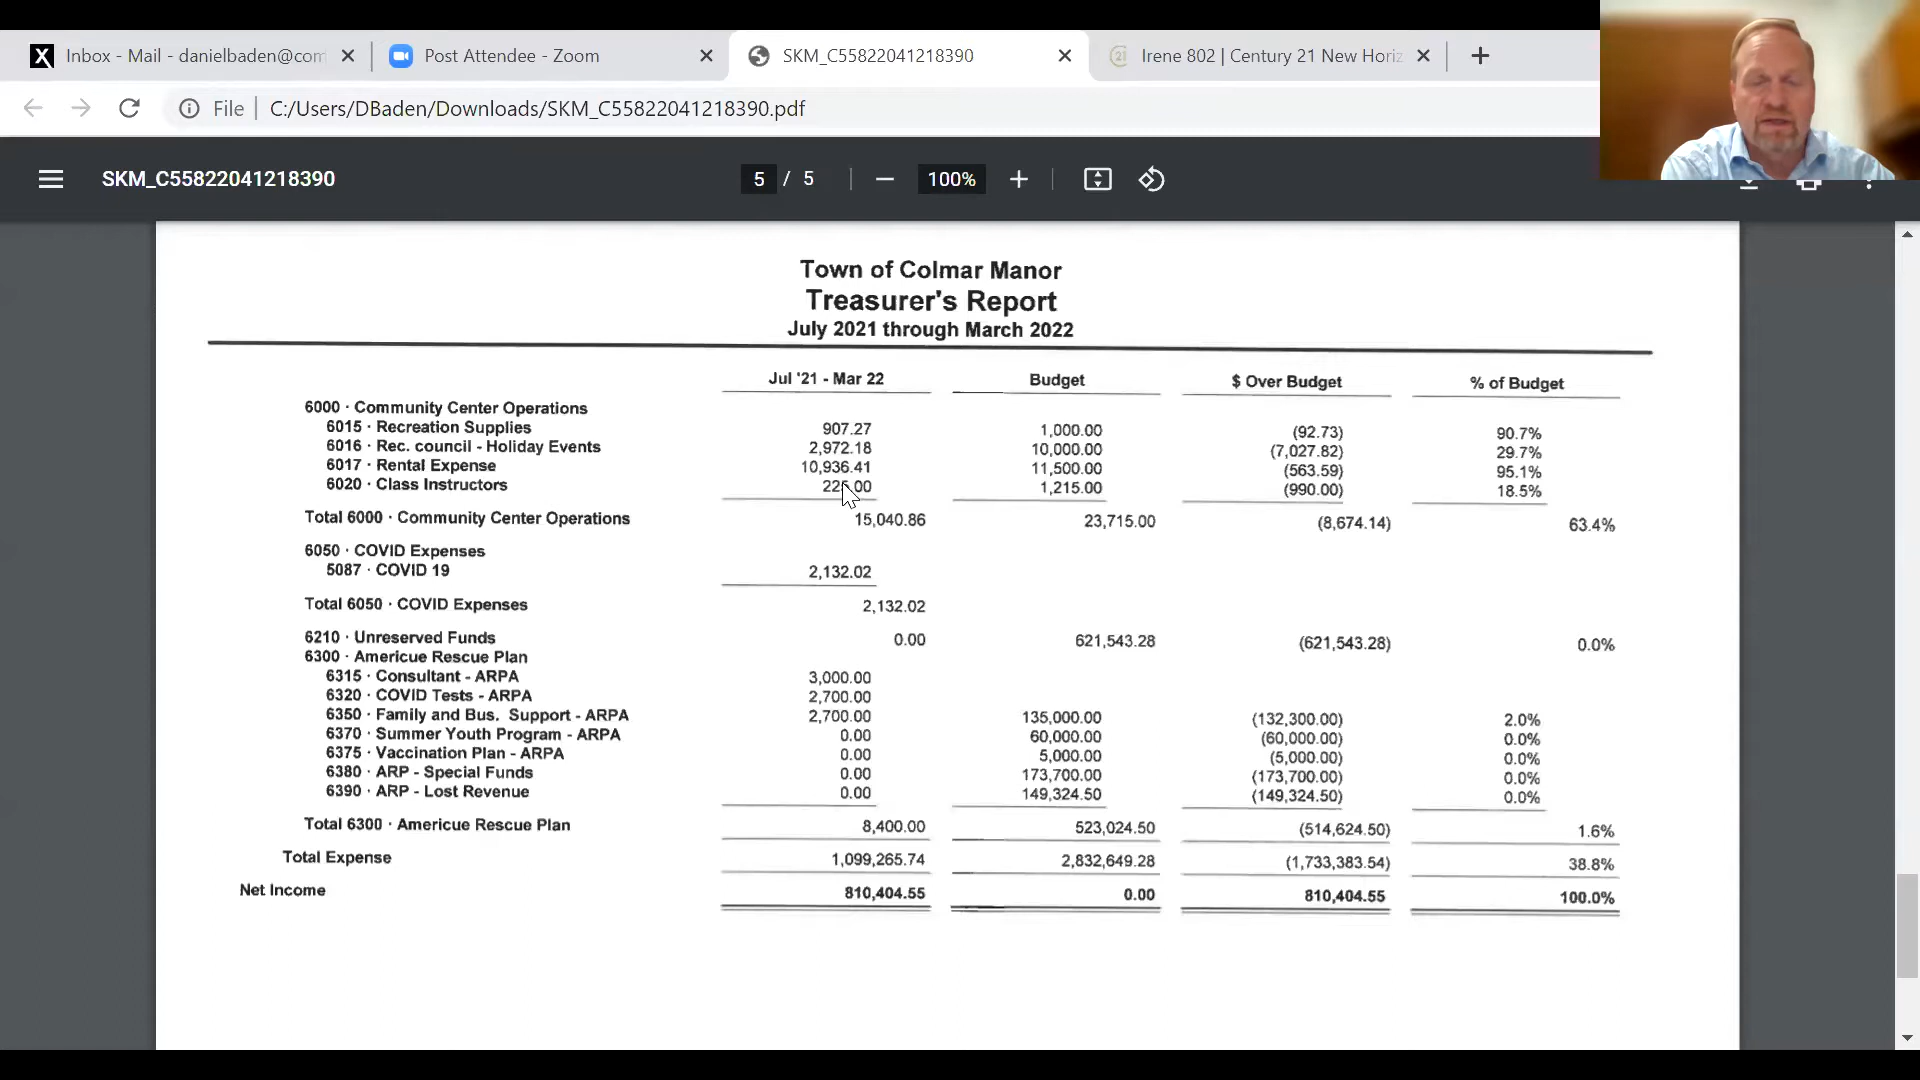 Inbox - Mail - danielbaden@com
Post Attendee - Zoom
SKM_C55822041218390
Irene 802 | Century 21 New Horiz
File | C:/Users/DBaden/Downloads/SKM_C55822041218390.pdf
SKM_C55822041218390
5 / 5
100%
Town of Colmar Manor
Treasurer's Report
July 2021 through March 2022
Jul '21 - Mar 22 Budget $ Over Budget % of Budget
6000 · Community Center Operations
6015 · Recreation Supplies 907.27 1,000.00 (92.73) 90.7%
6016 · Rec. council - Holiday Events 2,972.18 10,000.00 (7,027.82) 29.7%
6017 · Rental Expense 10,936.41 11,500.00 (563.59) 95.1%
6020 · Class Instructors 225.00 1,215.00 (990.00) 18.5%
Total 6000 · Community Center Operations 15,040.86 23,715.00 (8,674.14) 63.4%
6050 · COVID Expenses
5087 · COVID 19 2,132.02
Total 6050 · COVID Expenses 2,132.02
6210 · Unreserved Funds 0.00 621,543.28 (621,543.28) 0.0%
6300 · Americue Rescue Plan
6315 · Consultant - ARPA 3,000.00
6320 · COVID Tests - ARPA 2,700.00
6350 · Family and Bus. Support - ARPA 2,700.00 135,000.00 (132,300.00) 2.0%
6370 · Summer Youth Program - ARPA 0.00 60,000.00 (60,000.00) 0.0%
6375 · Vaccination Plan - ARPA 0.00 5,000.00 (5,000.00) 0.0%
6380 · ARP - Special Funds 0.00 173,700.00 (173,700.00) 0.0%
6390 · ARP - Lost Revenue 0.00 149,324.50 (149,324.50) 0.0%
Total 6300 · Americue Rescue Plan 8,400.00 523,024.50 (514,624.50) 1.6%
Total Expense 1,099,265.74 2,832,649.28 (1,733,383.54) 38.8%
Net Income 810,404.55 0.00 810,404.55 100.0%